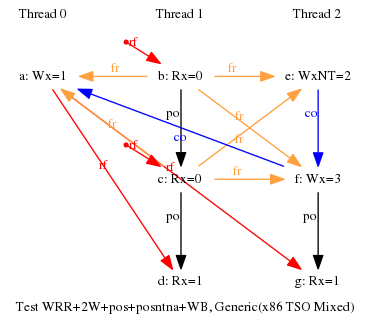 Thread 0 Thread 1 Thread 2
rf
a: Wx=1 fr b: Rx=0 fr e: WxNT=2
po fr co
co fr
rf
fr rf rf
c: Rx=0 fr f: Wx=3
po po
d: Rx=1 g: Rx=1
Test WRR+2W+pos+posntna+WB, Generic(x86 TSO Mixed)